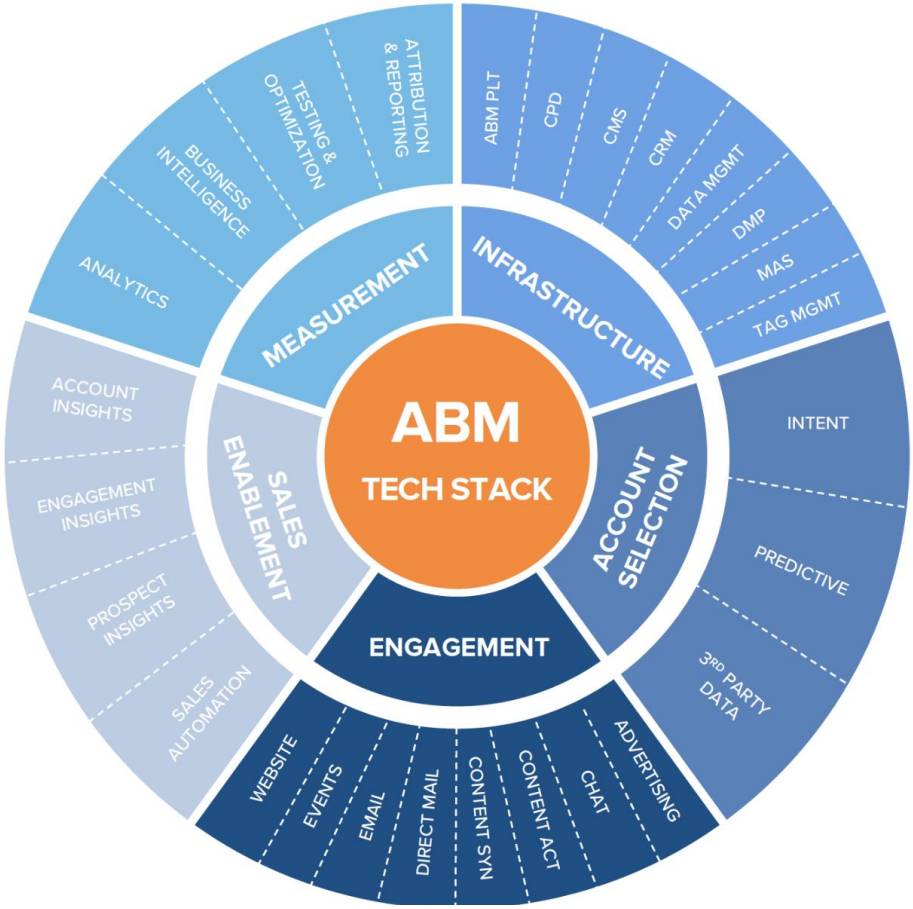 ABM
TECH STACK
INFRASTRUCTURE
ABM PLT
CPD
CMS
CRM
DATA MGMT
DMP
MAS
TAG MGMT
ACCOUNT
SELECTION
INTENT
PREDICTIVE
3RD PARTY
DATA
ENGAGEMENT
ADVERTISING
CHAT
CONTENT ACT
CONTENT SYN
DIRECT MAIL
EMAIL
EVENTS
WEBSITE
SALES
ENABLEMENT
SALES
AUTOMATION
PROSPECT
INSIGHTS
ENGAGEMENT
INSIGHTS
ACCOUNT
INSIGHTS
MEASUREMENT
ANALYTICS
BUSINESS
INTELLIGENCE
TESTING &
OPTIMIZATION
ATTRIBUTION
& REPORTING